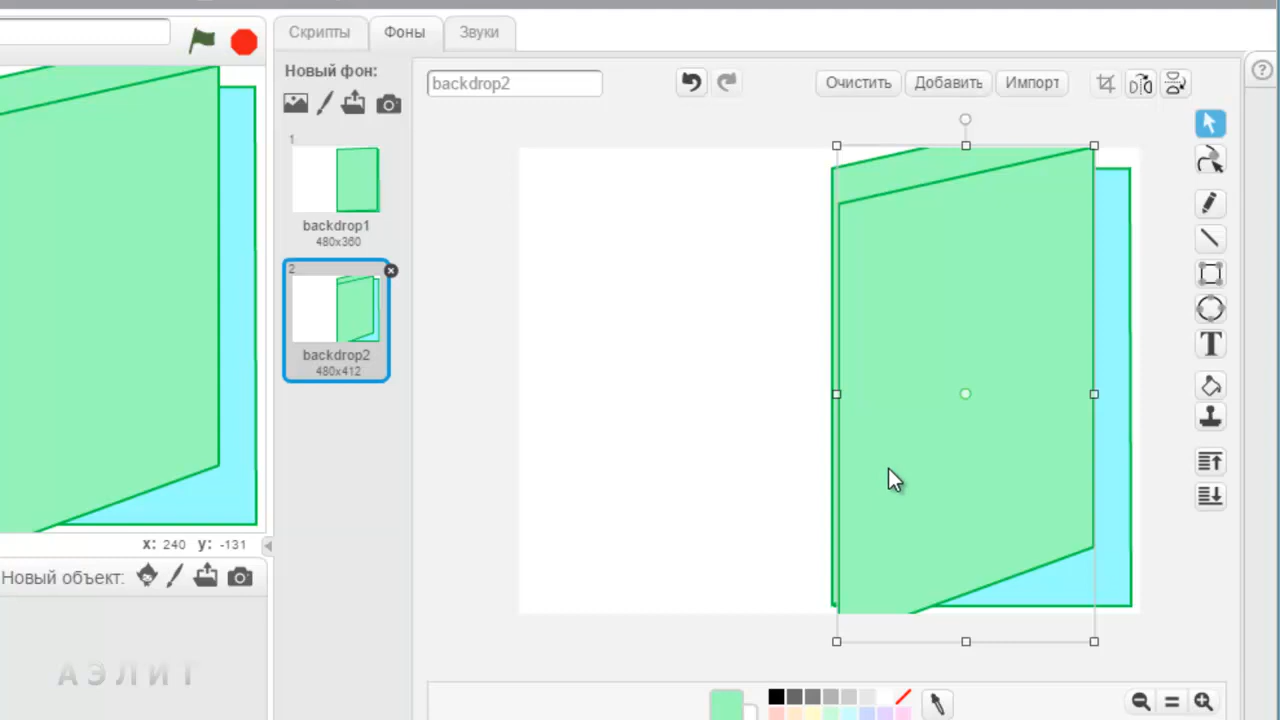 Скрипты Фоны Звуки
Новый фон:
backdrop2
Очистить Добавить Импорт
1
backdrop1
480x360
2
backdrop2
480x412
T
x: 240 y: -131
Новый объект:
АЭЛИТ